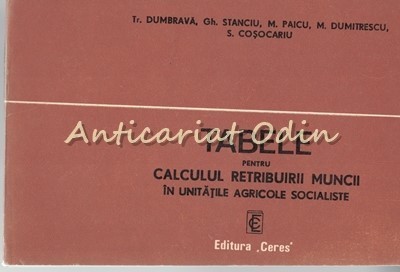 Tr. DUMBRAVĂ, Gh. STANCIU, M. PAICU, M. DUMITRESCU,
S. COȘOCARIU
Anticariat Odin
TABELE
PENTRU
CALCULUL RETRIBUIRII MUNCII
ÎN UNITĂȚILE AGRICOLE SOCIALISTE
Editura „Ceres"